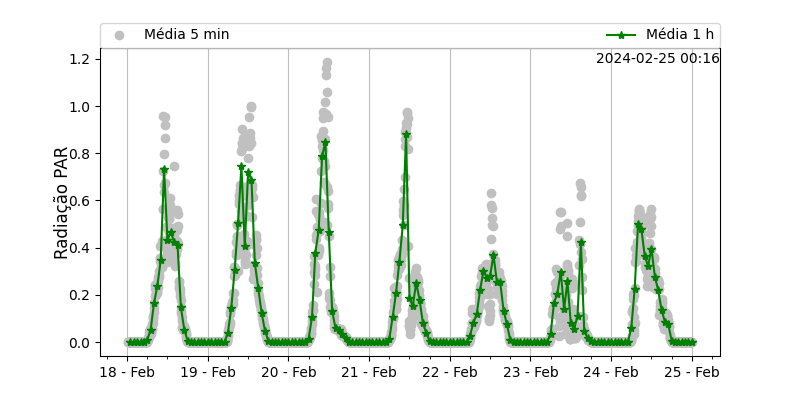 Média 5 min
Média 1 h
2024-02-25 00:16
Radiação PAR
1.2
1.0
0.8
0.6
0.4
0.2
0.0
18 - Feb
19 - Feb
20 - Feb
21 - Feb
22 - Feb
23 - Feb
24 - Feb
25 - Feb